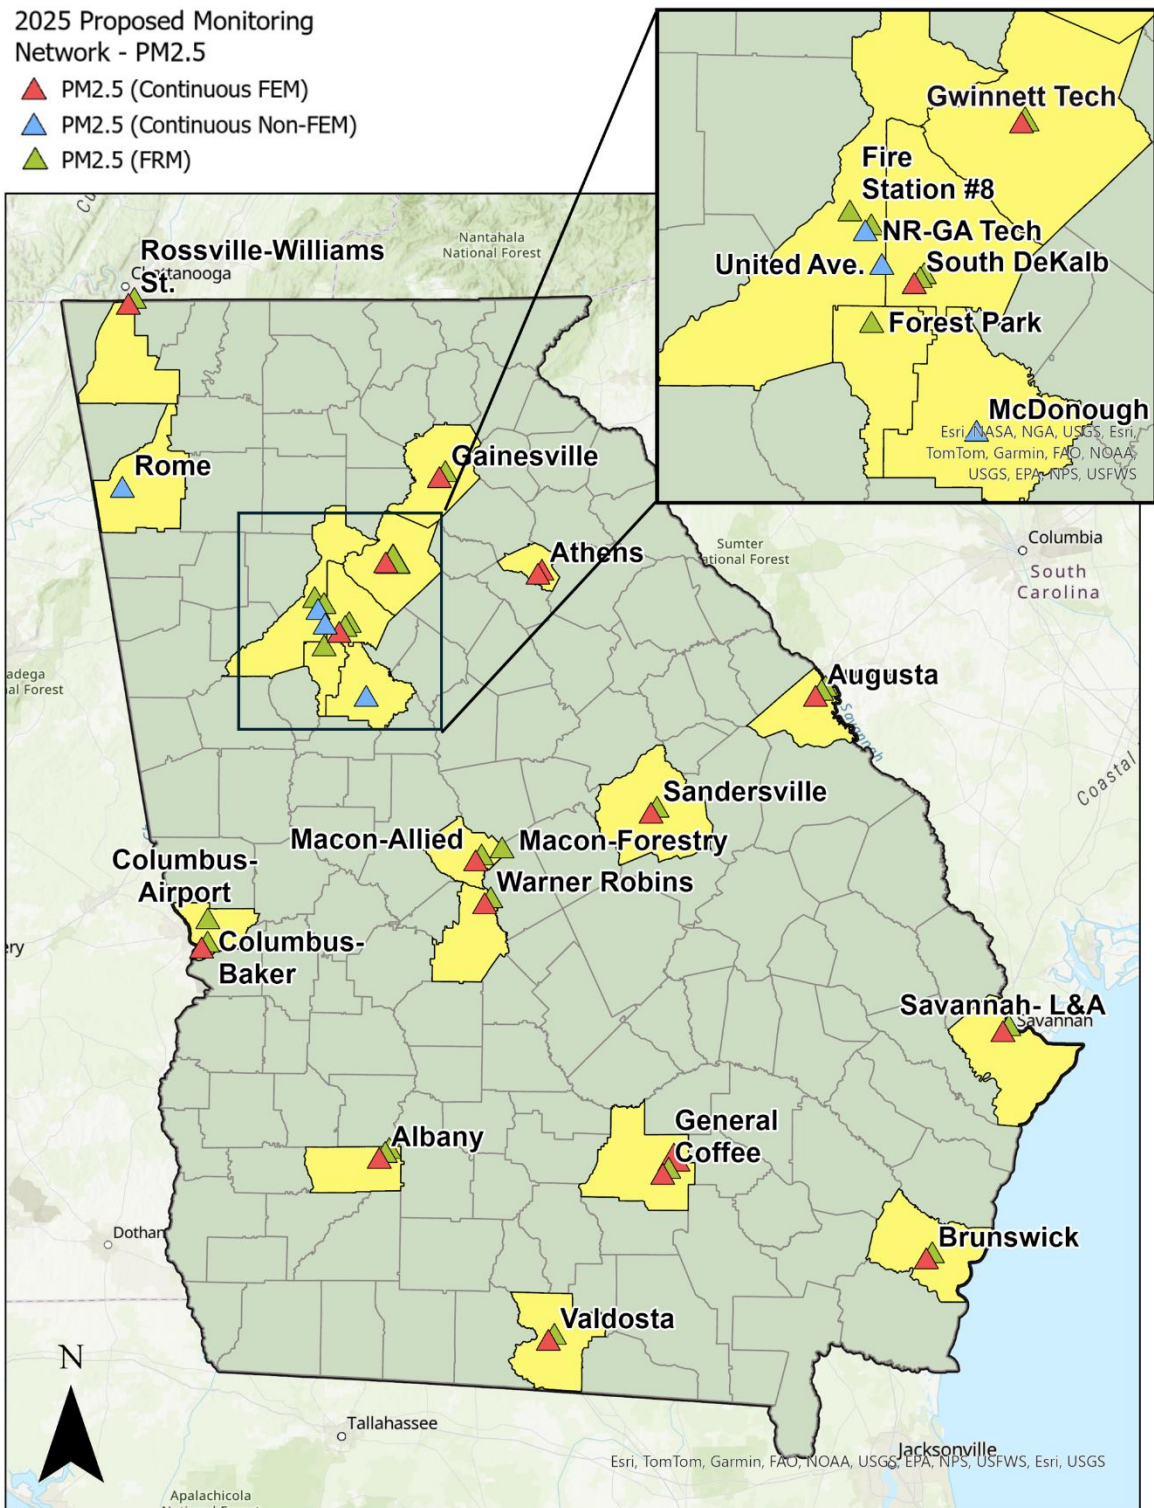 2025 Proposed Monitoring
Network - PM2.5
PM2.5 (Continuous FEM)
PM2.5 (Continuous Non-FEM)
PM2.5 (FRM)
Gwinnett Tech
Fire
Station #8
NR-GA Tech
United Ave.
South DeKalb
Forest Park
McDonough
Esri, NASA, NGA, USGS, Esri,
TomTom, Garmin, FAO, NOAA,
USGS, EPA, NPS, USFWS
Nantahala
National Forest
Rossville-Williams
St.
Chattanooga
Rome
Gainesville
Athens
Sumter
National Forest
Columbia
South
Carolina
adega
al Forest
Augusta
Savannah
Coastal
Sandersville
Macon-Allied
Macon-Forestry
Warner Robins
Columbus-
Airport
Columbus-
Baker
ery
Savannah- L&A
Savannah
General
Coffee
Albany
Dothan
Brunswick
Valdosta
N
Tallahassee
Jacksonville
Esri, TomTom, Garmin, FAO, NOAA, USGS, EPA, NPS, USFWS, Esri, USGS
Apalachicola